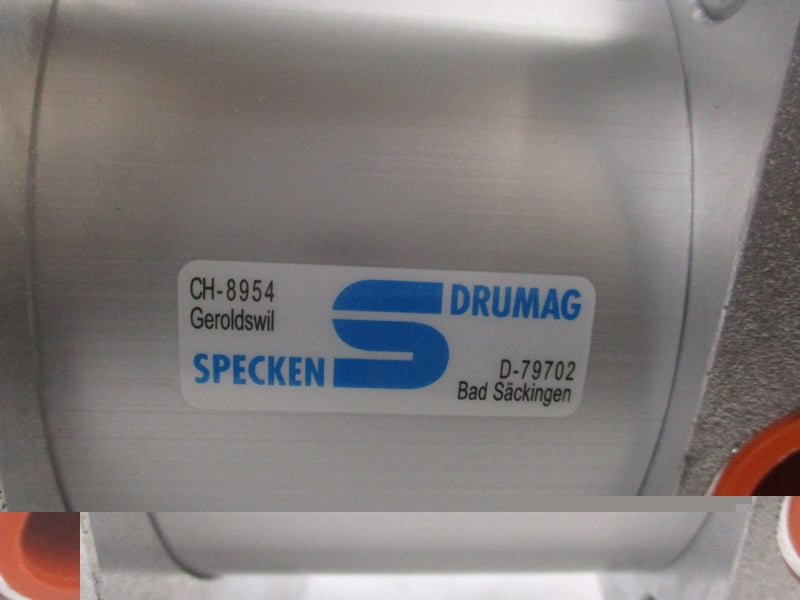 CH-8954
Geroldswil
SPECKEN
DRUMAG
D-79702
Bad Säckingen